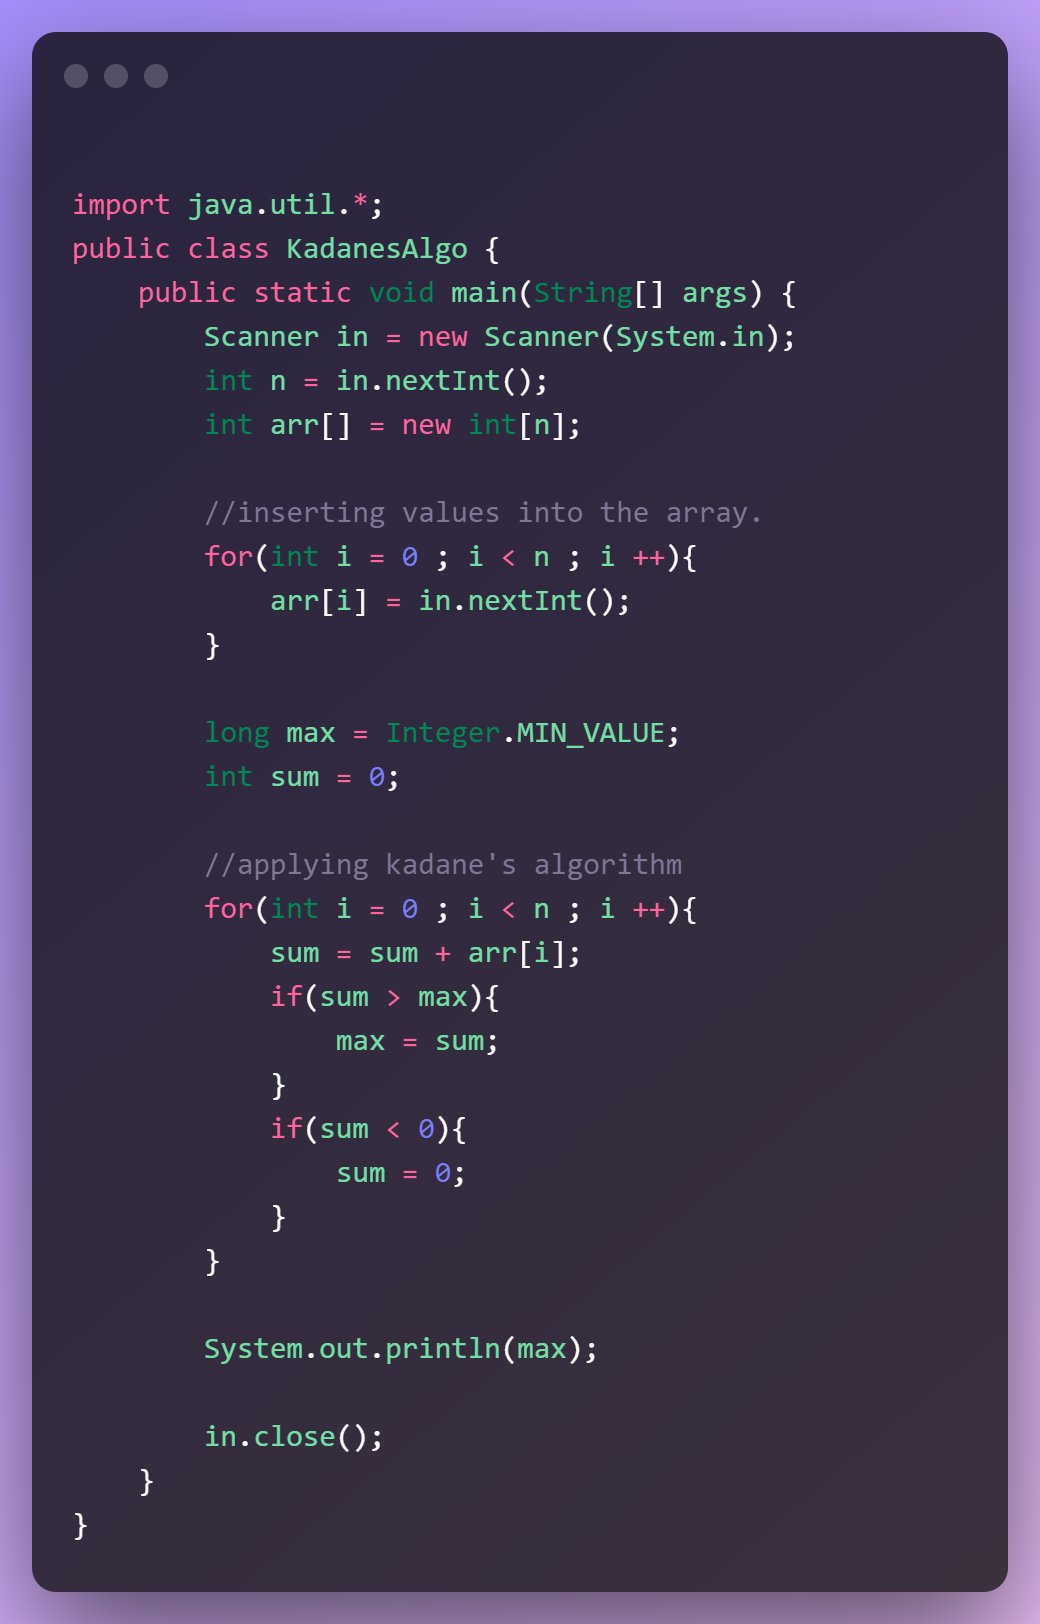 import java.util.*;
public class KadanesAlgo {
    public static void main(String[] args) {
        Scanner in = new Scanner(System.in);
        int n = in.nextInt();
        int arr[] = new int[n];

        //inserting values into the array.
        for(int i = 0 ; i < n ; i ++){
            arr[i] = in.nextInt();
        }

        long max = Integer.MIN_VALUE;
        int sum = 0;

        //applying kadane's algorithm
        for(int i = 0 ; i < n ; i ++){
            sum = sum + arr[i];
            if(sum > max){
                max = sum;
            }
            if(sum < 0){
                sum = 0;
            }
        }

        System.out.println(max);

        in.close();
    }
}